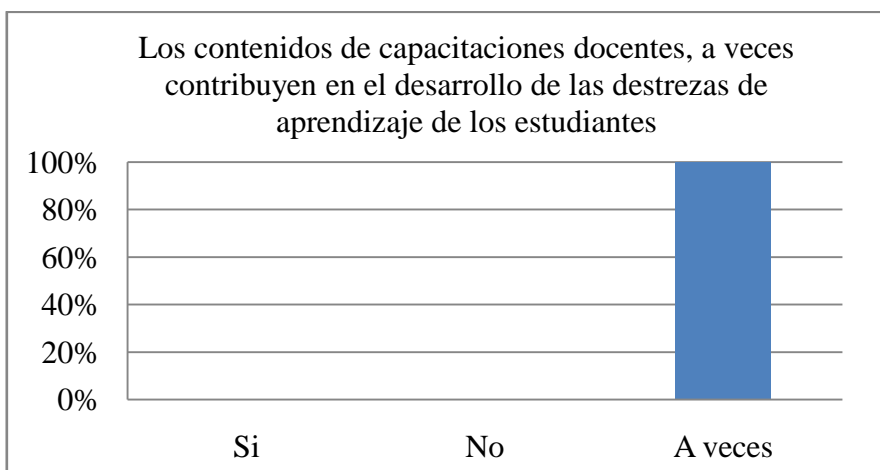 Los contenidos de capacitaciones docentes, a veces
contribuyen en el desarrollo de las destrezas de
aprendizaje de los estudiantes
100%
80%
60%
40%
20%
0%
Si No A veces